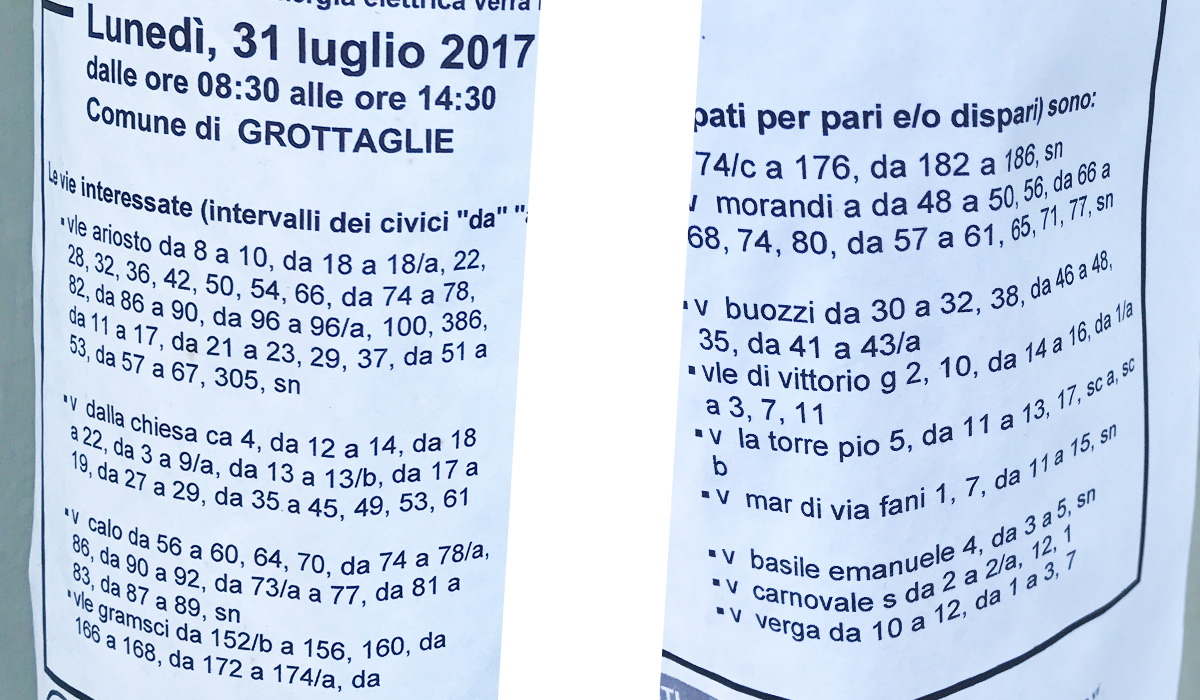 energia elettrica verrà
Lunedì, 31 luglio 2017
dalle ore 08:30 alle ore 14:30
Comune di GROTTAGLIE
Le vie interessate (intervalli dei civici "da" "
▪vle ariosto da 8 a 10, da 18 a 18/a, 22,
28, 32, 36, 42, 50, 54, 66, da 74 a 78,
82, da 86 a 90, da 96 a 96/a, 100, 386,
da 11 a 17, da 21 a 23, 29, 37, da 51 a
53, da 57 a 67, 305, sn
▪v dalla chiesa ca 4, da 12 a 14, da 18
a 22, da 3 a 9/a, da 13 a 13/b, da 17 a
19, da 27 a 29, da 35 a 45, 49, 53, 61
▪v calo da 56 a 60, 64, 70, da 74 a 78/a,
86, da 90 a 92, da 73/a a 77, da 81 a
83, da 87 a 89, sn
▪vle gramsci da 152/b a 156, 160, da
166 a 168, da 172 a 174/a, da
pati per pari e/o dispari) sono:
74/c a 176, da 182 a 186, sn
v morandi a da 48 a 50, 56, da 66 a
68, 74, 80, da 57 a 61, 65, 71, 77, sn
▪v buozzi da 30 a 32, 38, da 46 a 48,
35, da 41 a 43/a
▪vle di vittorio g 2, 10, da 14 a 16, da 1/a
a 3, 7, 11
▪v la torre pio 5, da 11 a 13, 17, sc a, sc
b
▪v mar di via fani 1, 7, da 11 a 15, sn
▪v basile emanuele 4, da 3 a 5, sn
▪v carnovale s da 2 a 2/a, 12, 1
▪v verga da 10 a 12, da 1 a 3, 7